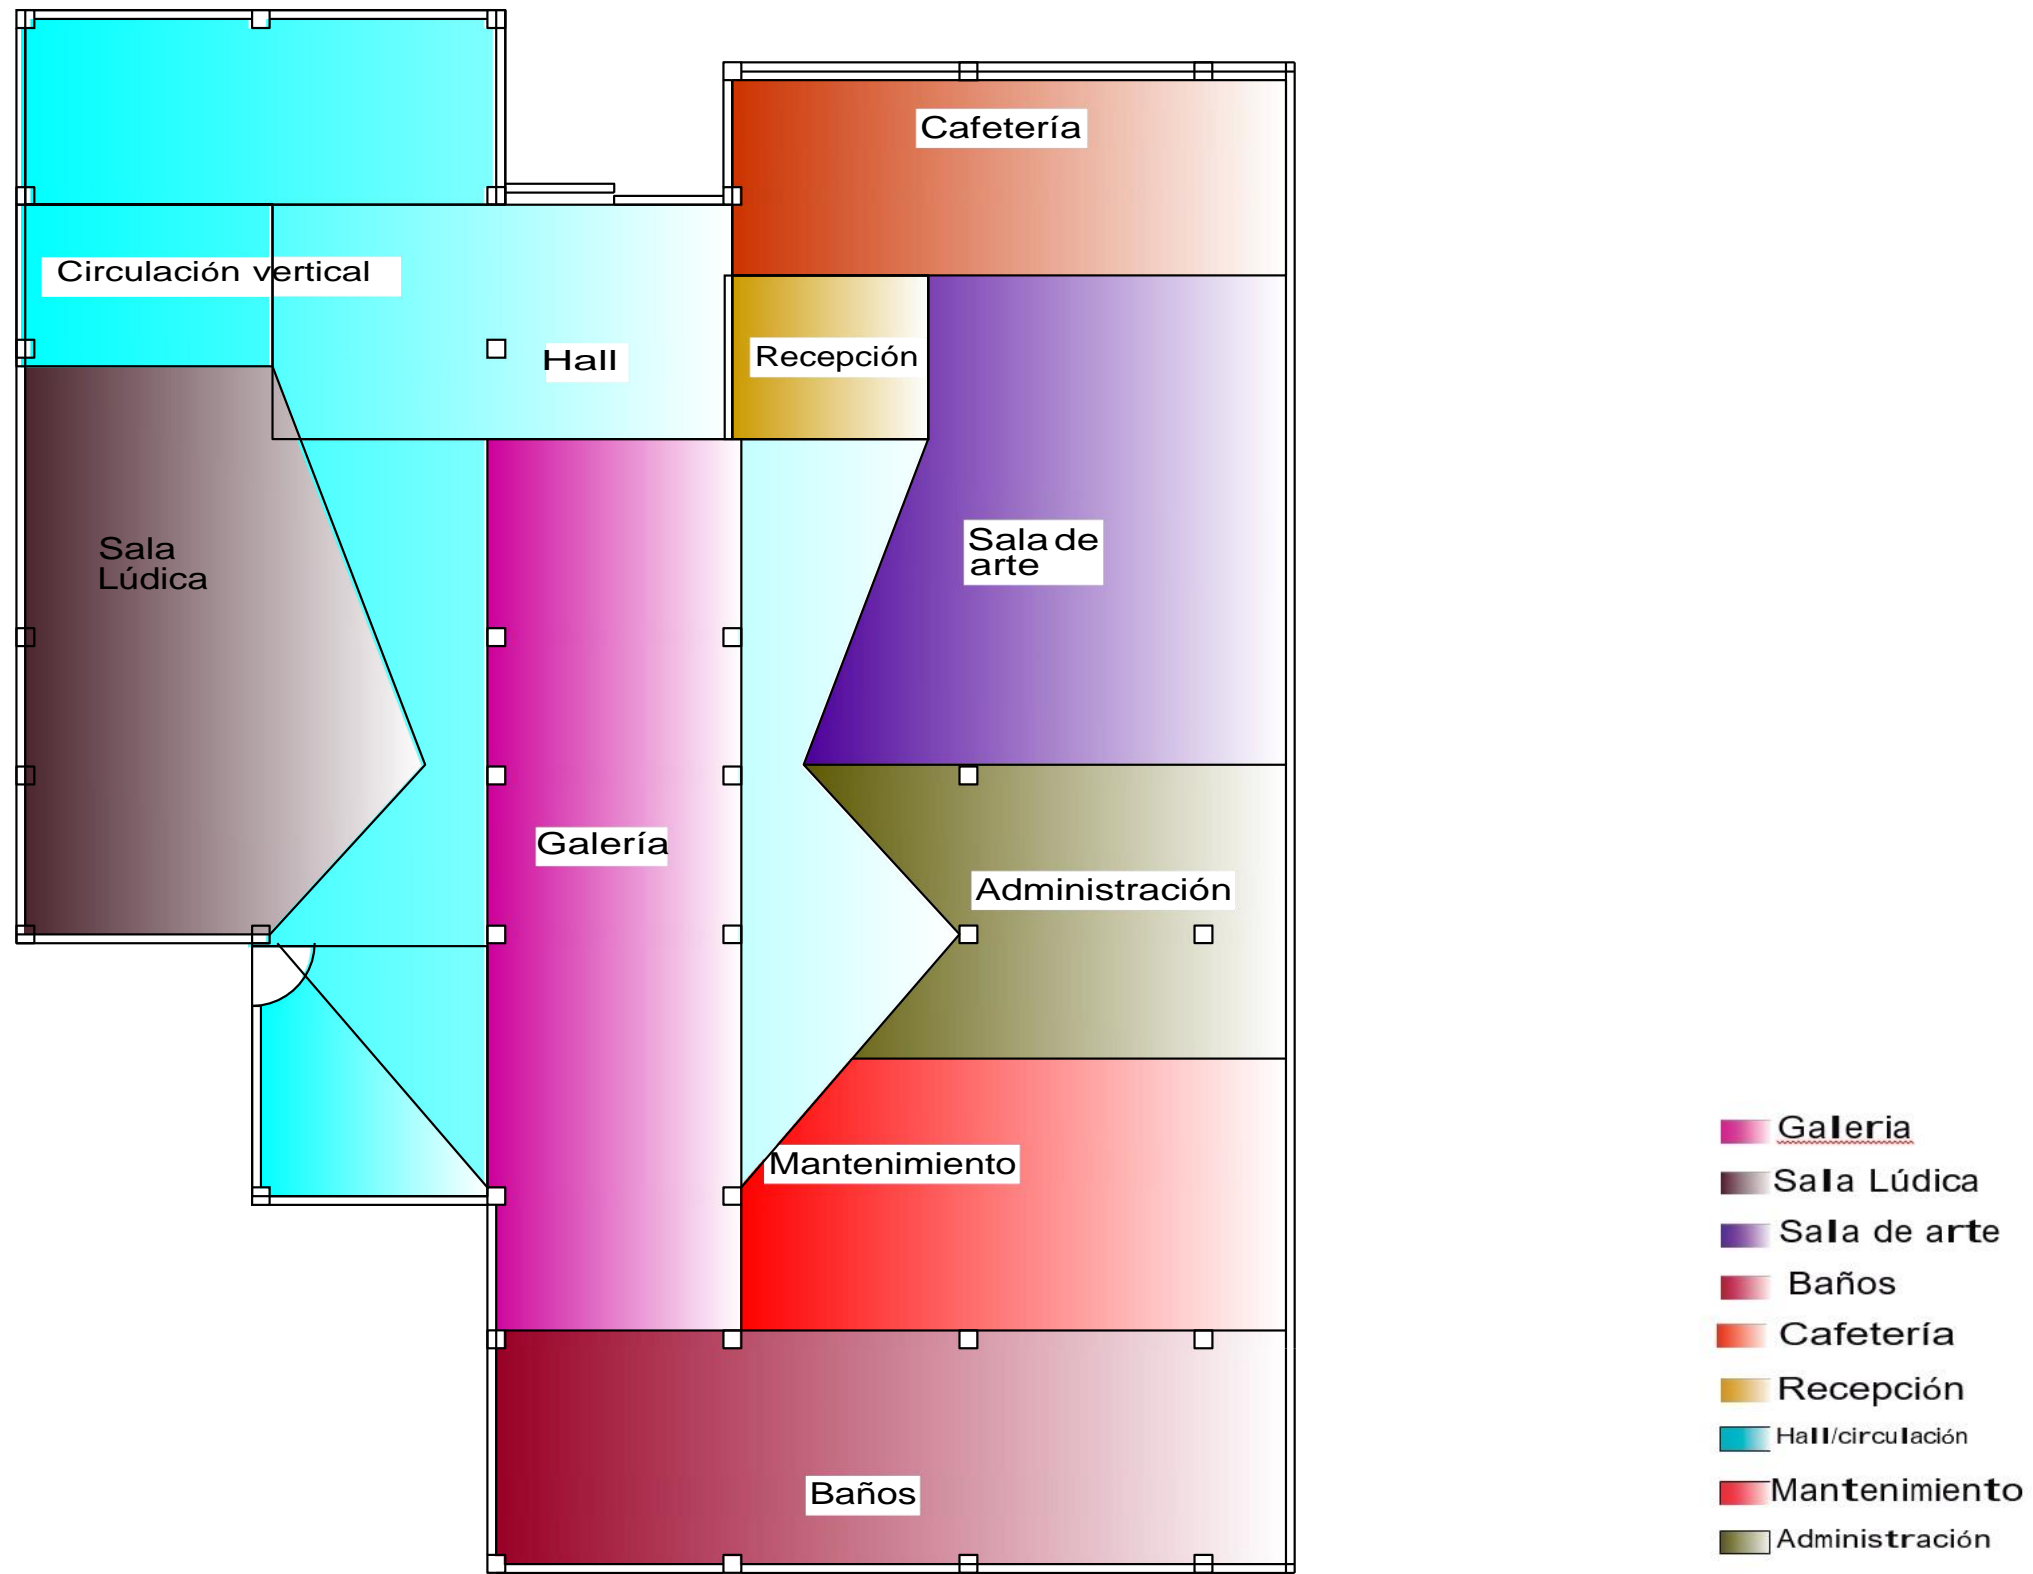 Cafetería
Circulación vertical
Hall
Recepción
Sala
Lúdica
Sala de
arte
Galería
Administración
Mantenimiento
Baños
Galeria
Sala Lúdica
Sala de arte
Baños
Cafetería
Recepción
Hall/circulación
Mantenimiento
Administración